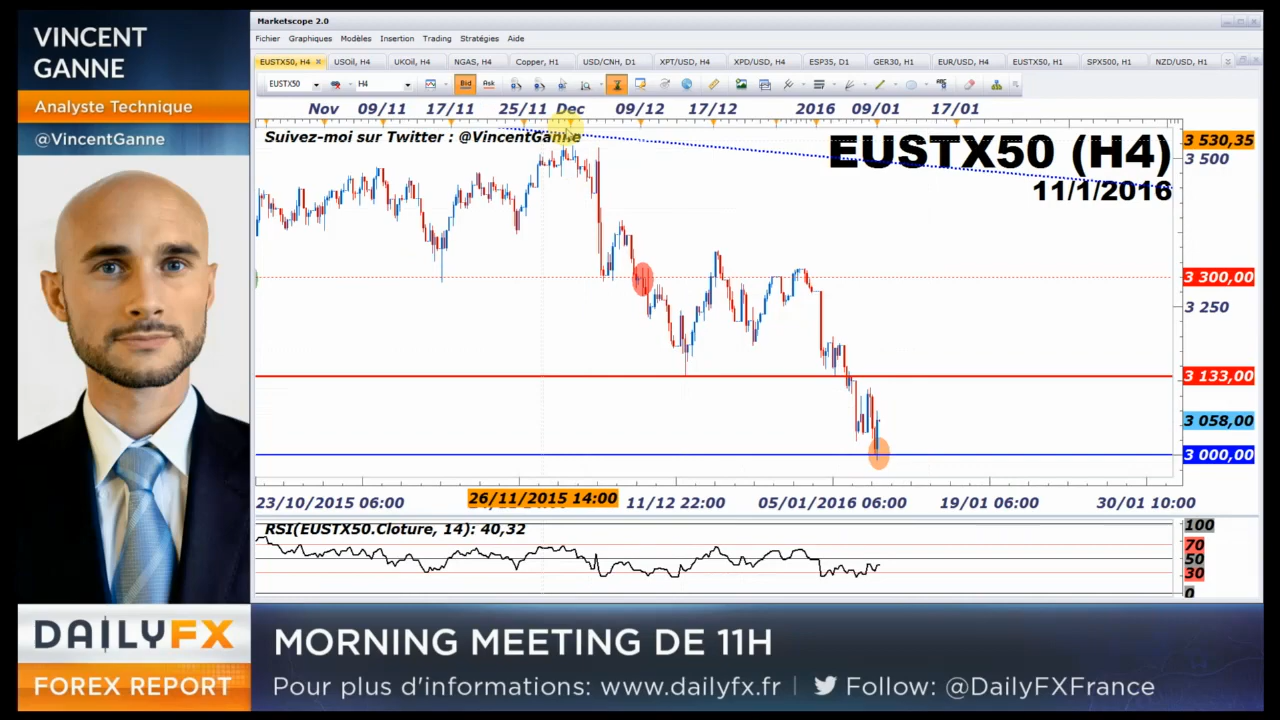 VINCENT
GANNE
Analyste Technique
@VincentGanne
Marketscope 2.0
Fichier Graphiques Modèles Insertion Trading Stratégies Aide
EUSTX50, H4 USOil, H4 UKOil, H4 NGAS, H4 Copper, H1 USD/CNH, D1 XPT/USD, H4 XPD/USD, H4 ESP35, D1 GER30, H1 EUR/USD, H4 EUSTX50, H1 SPX500, H1 NZD/USD, H1
EUSTX50 H4 Bid Ask
Nov 09/11 17/11 25/11 Dec 09/12 17/12 2016 09/01 17/01
Suivez-moi sur Twitter : @VincentGanne
EUSTX50 (H4)
11/1/2016
3 530,35
3 500
3 300,00
3 250
3 133,00
3 058,00
3 000,00
23/10/2015 06:00 26/11/2015 14:00 11/12 22:00 05/01/2016 06:00 19/01 06:00 30/01 10:00
RSI(EUSTX50.Cloture, 14): 40,32
100
70
50
30
0
DAILYFX
FOREX REPORT
MORNING MEETING DE 11H
Pour plus d'informations: www.dailyfx.fr | Follow: @DailyFXFrance